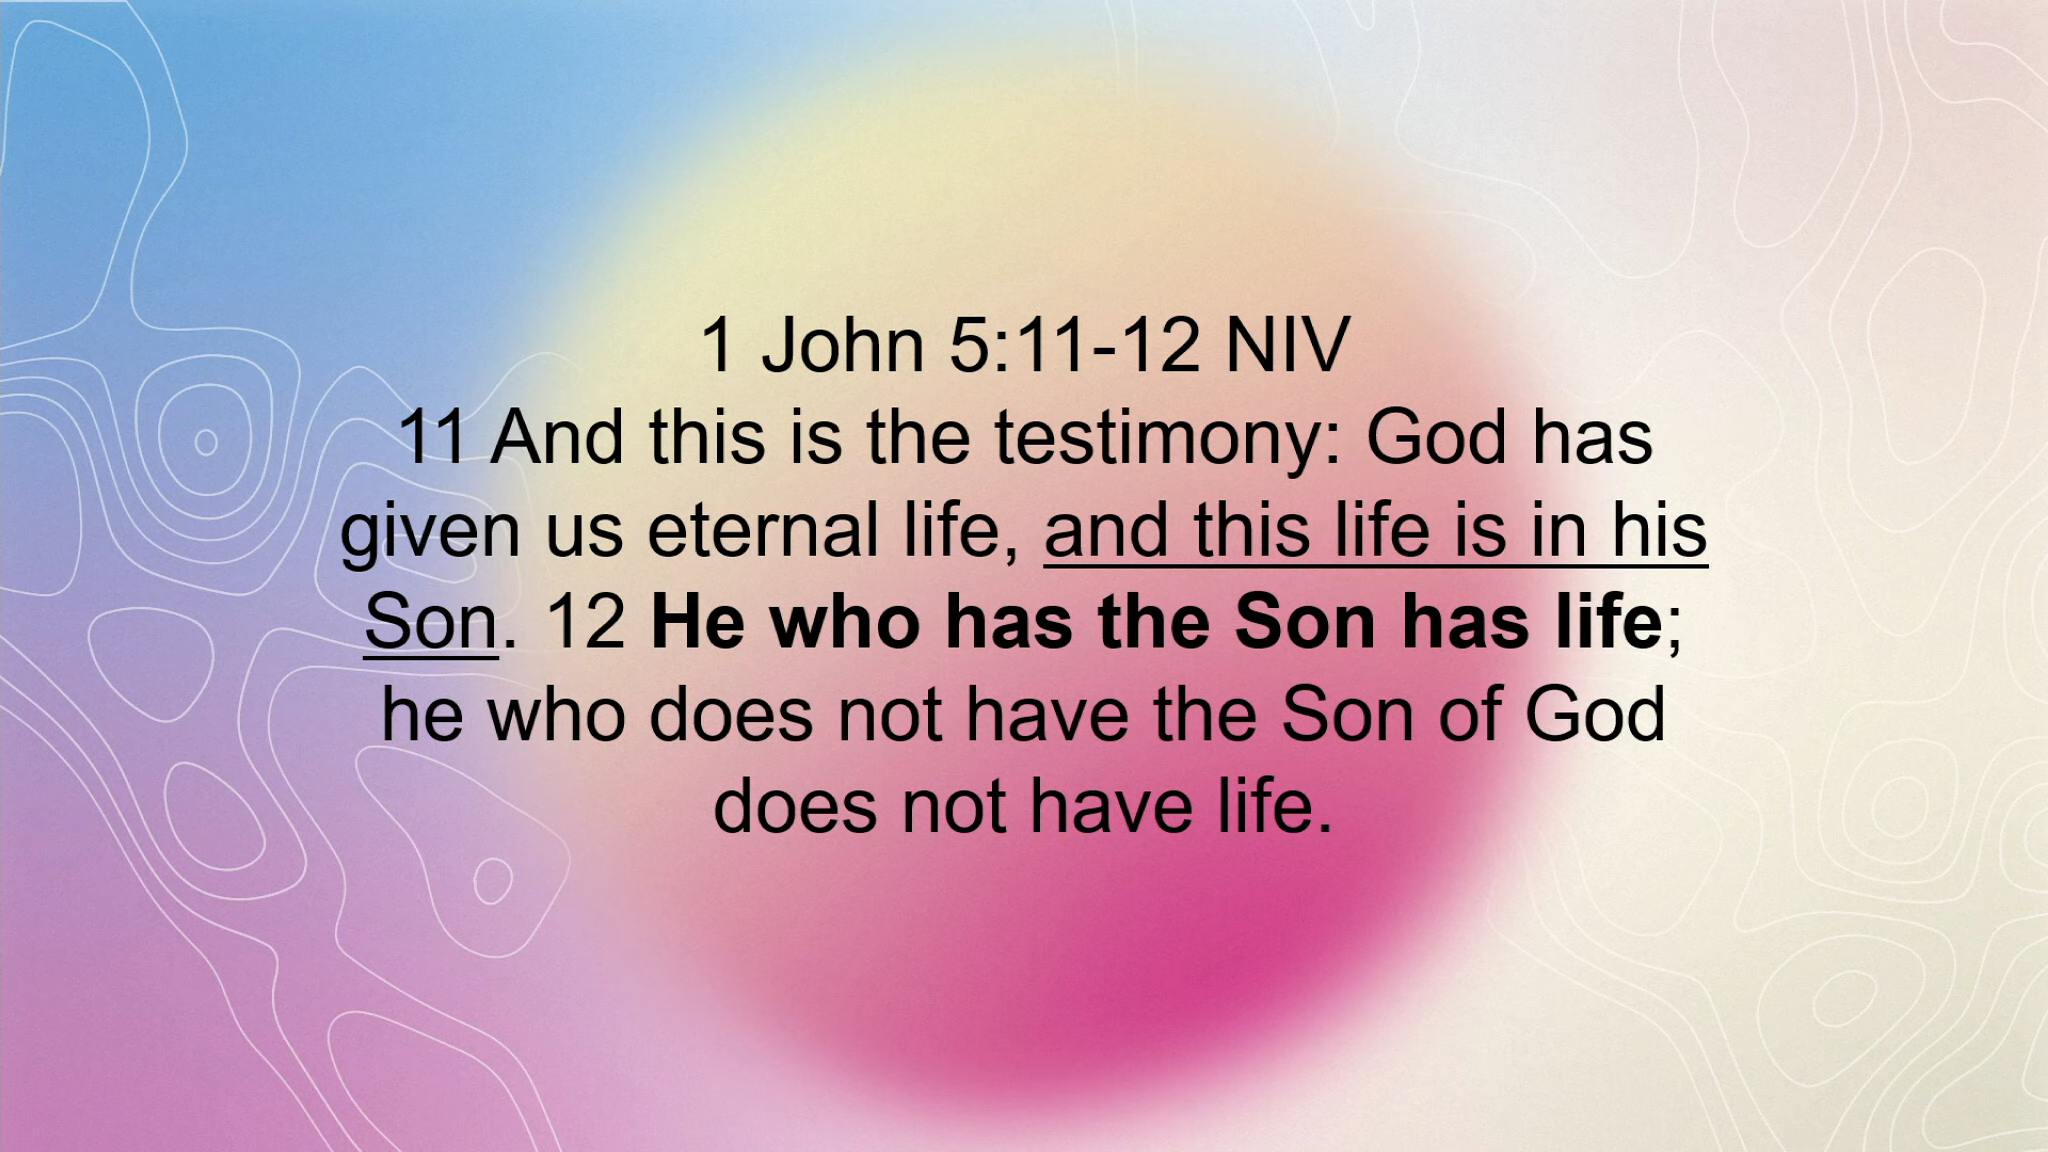 1 John 5:11-12 NIV
11 And this is the testimony: God has
given us eternal life, and this life is in his
Son. 12 He who has the Son has life;
he who does not have the Son of God
does not have life.